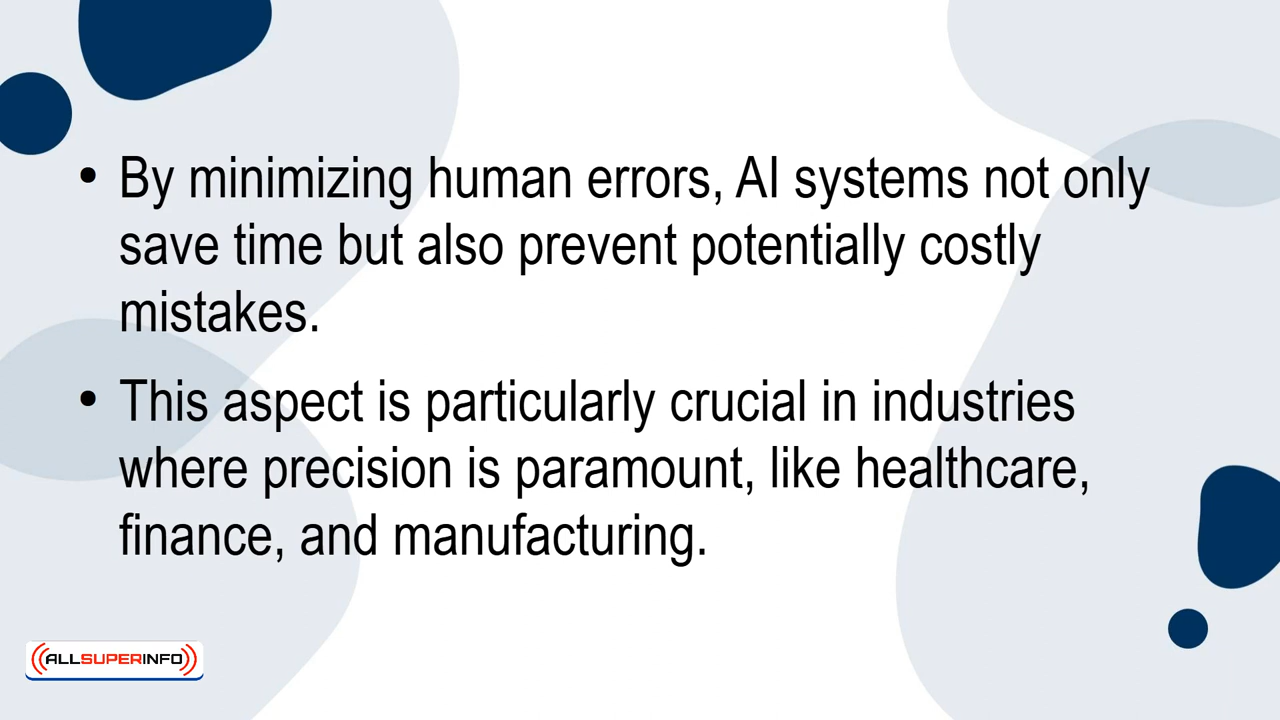 • By minimizing human errors, AI systems not only
save time but also prevent potentially costly
mistakes.
• This aspect is particularly crucial in industries
where precision is paramount, like healthcare,
finance, and manufacturing.
ALLSUPERINFO